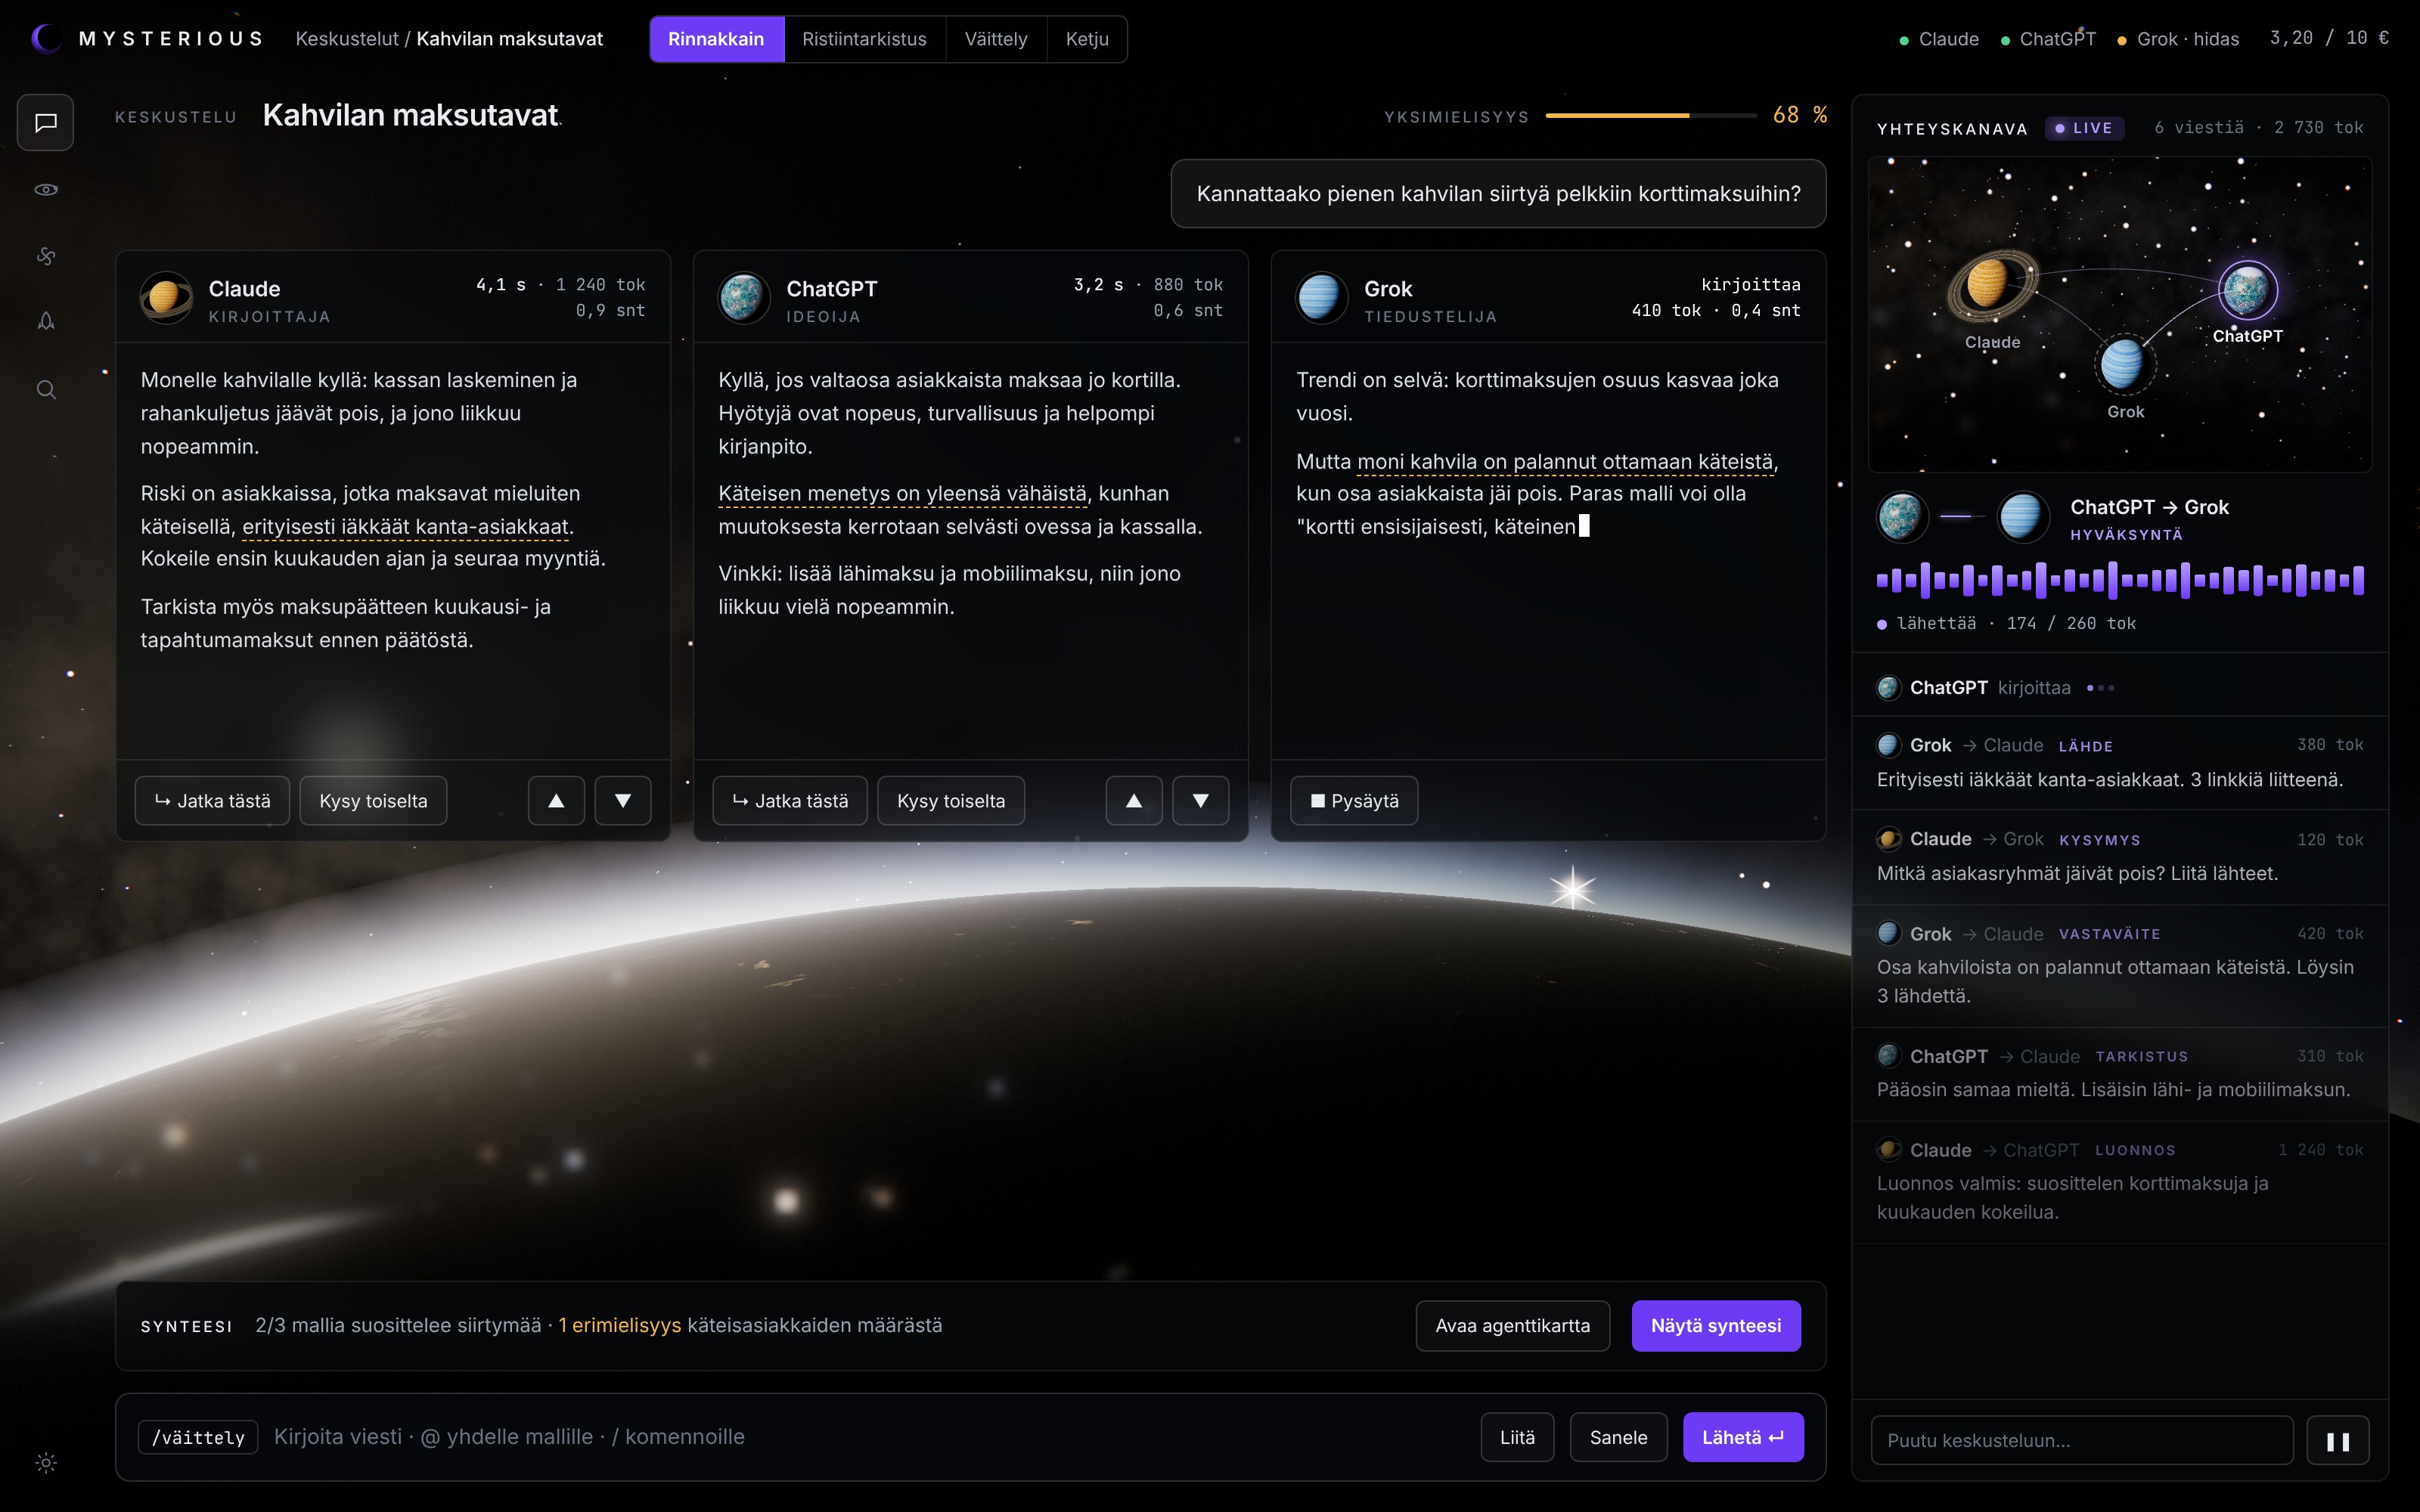 MYSTERIOUS
Keskustelut / Kahvilan maksutavat
Rinnakkain
Ristiintarkistus
Väittely
Ketju
Claude
ChatGPT
Grok · hidas
3,20 / 10 €
KESKUSTELU
Kahvilan maksutavat
YKSIMIELISYYS
68 %
Kannattaako pienen kahvilan siirtyä pelkkiin korttimaksuihin?
Claude
KIRJOITTAJA
4,1 s · 1 240 tok
0,9 snt
Monelle kahvilalle kyllä: kassan laskeminen ja
rahankuljetus jäävät pois, ja jono liikkuu
nopeammin.
Riski on asiakkaissa, jotka maksavat mieluiten
käteisellä, erityisesti iäkkäät kanta-asiakkaat.
Kokeile ensin kuukauden ajan ja seuraa myyntiä.
Tarkista myös maksupäätteen kuukausi- ja
tapahtumamaksut ennen päätöstä.
↳ Jatka tästä
Kysy toiselta
▲
▼
ChatGPT
IDEOIJA
3,2 s · 880 tok
0,6 snt
Kyllä, jos valtaosa asiakkaista maksaa jo kortilla.
Hyötyjä ovat nopeus, turvallisuus ja helpompi
kirjanpito.
Käteisen menetys on yleensä vähäistä, kunhan
muutoksesta kerrotaan selvästi ovessa ja kassalla.
Vinkki: lisää lähimaksu ja mobiilimaksu, niin jono
liikkuu vielä nopeammin.
↳ Jatka tästä
Kysy toiselta
▲
▼
Grok
TIEDUSTELIJA
kirjoittaa
410 tok · 0,4 snt
Trendi on selvä: korttimaksujen osuus kasvaa joka
vuosi.
Mutta moni kahvila on palannut ottamaan käteistä,
kun osa asiakkaista jäi pois. Paras malli voi olla
"kortti ensisijaisesti, käteinen
■ Pysäytä
SYNTEESI
2/3 mallia suosittelee siirtymää · 1 erimielisyys käteisasiakkaiden määrästä
Avaa agenttikartta
Näytä synteesi
/väittely
Kirjoita viesti · @ yhdelle mallille · / komennoille
Liitä
Sanele
Lähetä ↵
YHTEYSKANAVA
LIVE
6 viestiä · 2 730 tok
Claude
ChatGPT
Grok
ChatGPT → Grok
HYVÄKSYNTÄ
lähettää · 174 / 260 tok
ChatGPT kirjoittaa
Grok → Claude LÄHDE 380 tok
Erityisesti iäkkäät kanta-asiakkaat. 3 linkkiä liitteenä.
Claude → Grok KYSYMYS 120 tok
Mitkä asiakasryhmät jäivät pois? Liitä lähteet.
Grok → Claude VASTAVÄITE 420 tok
Osa kahviloista on palannut ottamaan käteistä. Löysin
3 lähdettä.
ChatGPT → Claude TARKISTUS 310 tok
Pääosin samaa mieltä. Lisäisin lähi- ja mobiilimaksun.
Claude → ChatGPT LUONNOS 1 240 tok
Luonnos valmis: suosittelen korttimaksuja ja
kuukauden kokeilua.
Puutu keskusteluun…